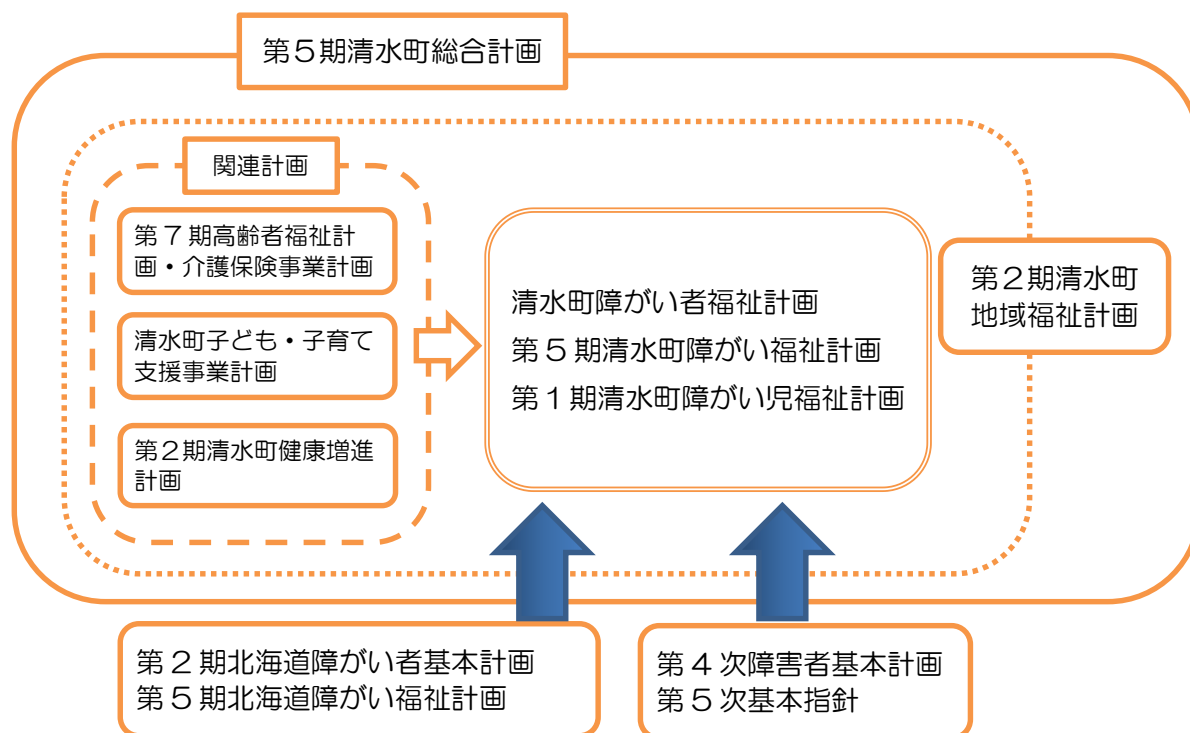 第５期清水町総合計画
関連計画
第７期高齢者福祉計
画・介護保険事業計画
清水町子ども・子育て
支援事業計画
第２期清水町健康増進
計画
清水町障がい者福祉計画
第５期清水町障がい福祉計画
第１期清水町障がい児福祉計画
第２期清水町
地域福祉計画
第２期北海道障がい者基本計画
第５期北海道障がい福祉計画
第４次障害者基本計画
第５次基本指針